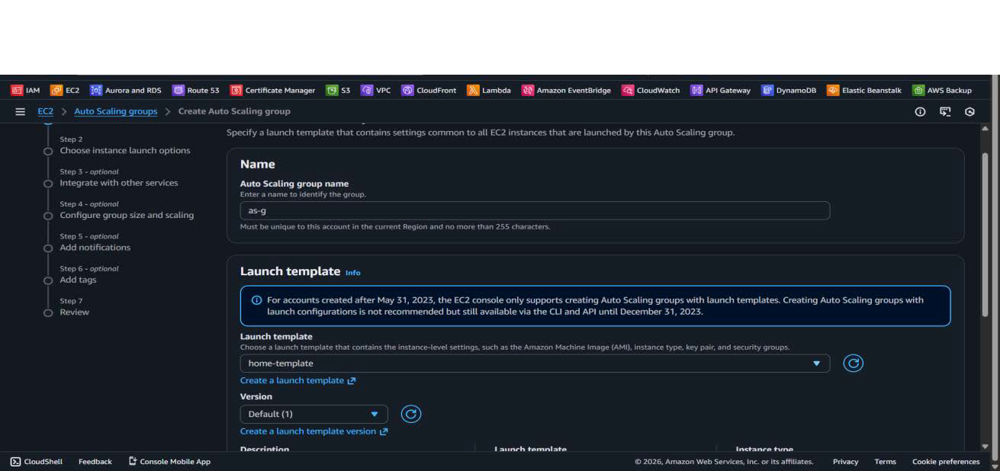 IAM EC2 Aurora and RDS Route 53 Certificate Manager S3 VPC CloudFront Lambda Amazon EventBridge CloudWatch API Gateway DynamoDB Elastic Beanstalk AWS Backup
EC2 > Auto Scaling groups > Create Auto Scaling group
Step 2
Choose instance launch options
Step 3 - optional
Integrate with other services
Step 4 - optional
Configure group size and scaling
Step 5 - optional
Add notifications
Step 6 - optional
Add tags
Step 7
Review
Specify a launch template that contains settings common to all EC2 instances that are launched by this Auto Scaling group.
Name
Auto Scaling group name
Enter a name to identify the group.
as-g
Must be unique to this account in the current Region and no more than 255 characters.
Launch template Info
For accounts created after May 31, 2023, the EC2 console only supports creating Auto Scaling groups with launch templates. Creating Auto Scaling groups with
launch configurations is not recommended but still available via the CLI and API until December 31, 2023.
Launch template
Choose a launch template that contains the instance-level settings, such as the Amazon Machine Image (AMI), instance type, key pair, and security groups.
home-template
Create a launch template
Version
Default (1)
Create a launch template version
Description Launch template Instance type
CloudShell Feedback Console Mobile App © 2026, Amazon Web Services, Inc. or its affiliates. Privacy Terms Cookie preferences